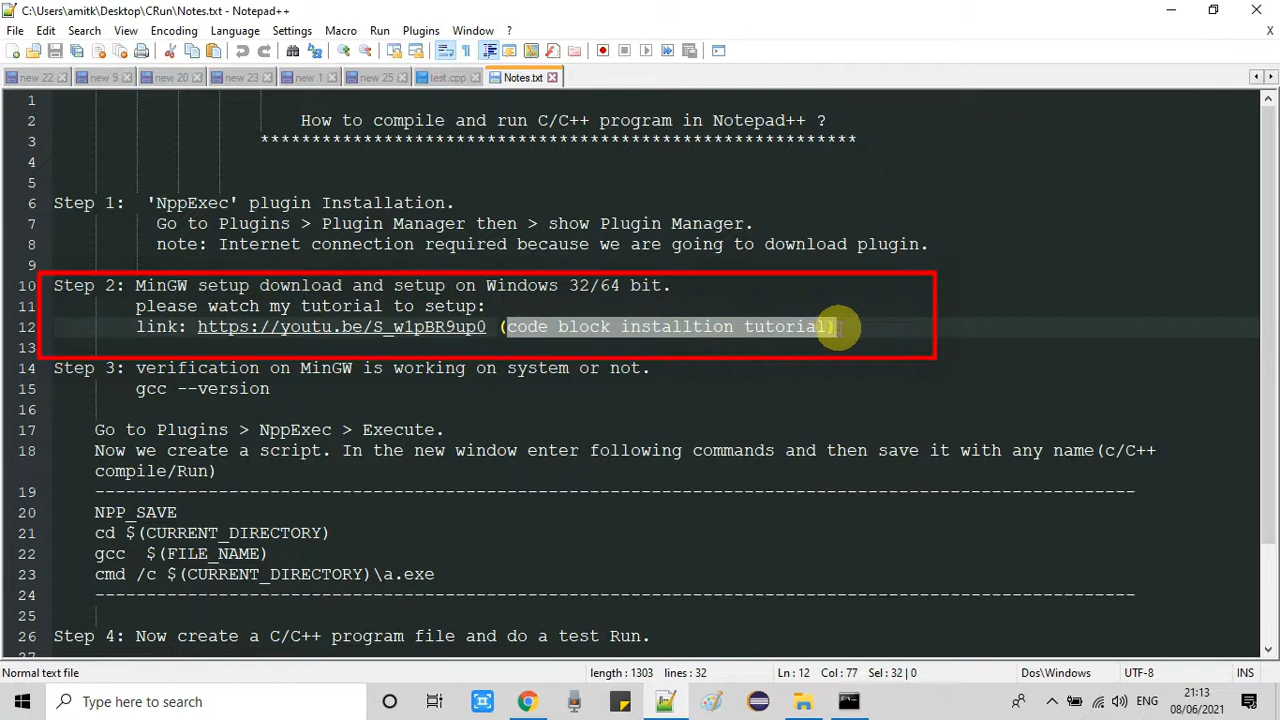 C:\Users\amitk\Desktop\CRun\Notes.txt - Notepad++
File Edit Search View Encoding Language Settings Macro Run Plugins Window ? X
new 22 new 9 new 20 new 23 new 1 new 25 test.cpp Notes.txt
1
2 How to compile and run C/C++ program in Notepad++ ?
3 **********************************************************
4
5
6 Step 1: 'NppExec' plugin Installation.
7 Go to Plugins > Plugin Manager then > show Plugin Manager.
8 note: Internet connection required because we are going to download plugin.
9
10 Step 2: MinGW setup download and setup on Windows 32/64 bit.
11 please watch my tutorial to setup:
12 link: https://youtu.be/S_w1pBR9up0 (code block installtion tutorial)
13
14 Step 3: verification on MinGW is working on system or not.
15 gcc --version
16
17 Go to Plugins > NppExec > Execute.
18 Now we create a script. In the new window enter following commands and then save it with any name(c/C++
compile/Run)
19 -----------------------------------------------------------------------------------------------------
20 NPP_SAVE
21 cd $(CURRENT_DIRECTORY)
22 gcc  $(FILE_NAME)
23 cmd /c $(CURRENT_DIRECTORY)\a.exe
24 -----------------------------------------------------------------------------------------------------
25
26 Step 4: Now create a C/C++ program file and do a test Run.
27
Normal text file length : 1303 lines : 32 Ln : 12 Col : 77 Sel : 32 | 0 Dos\Windows UTF-8 INS
Type here to search ENG 21:13
08/06/2021